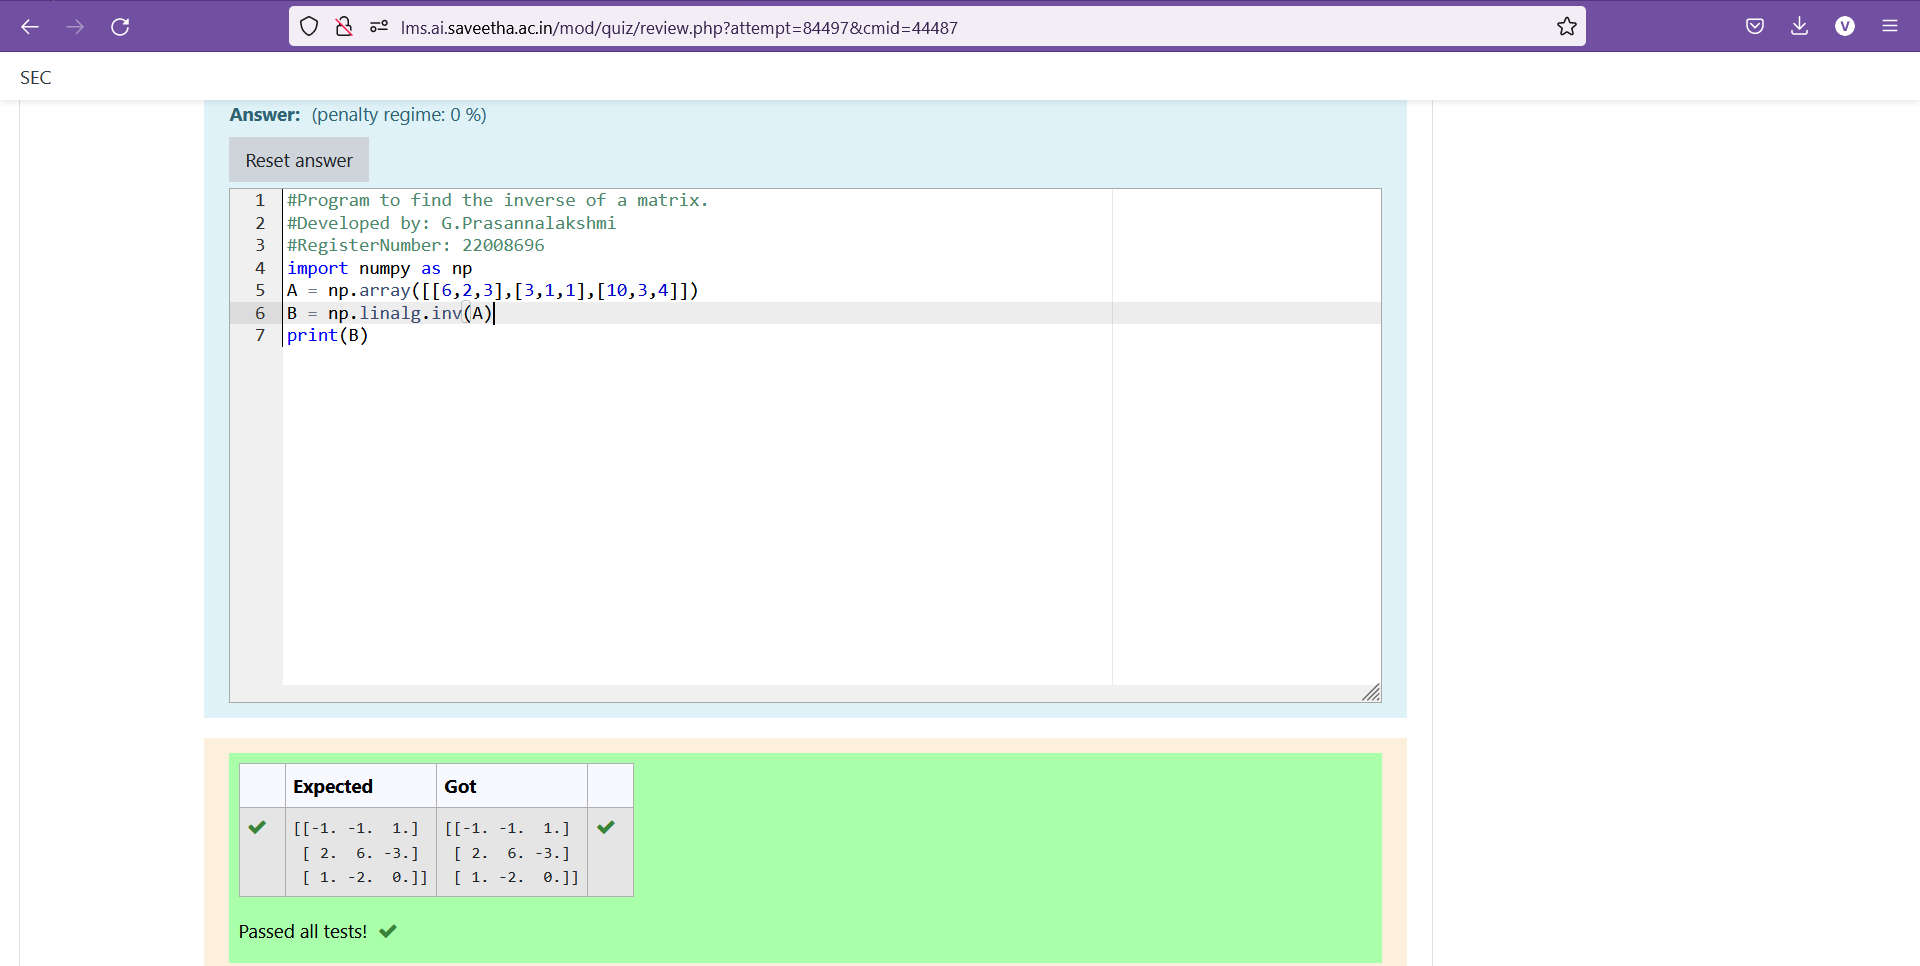 lms.ai.saveetha.ac.in/mod/quiz/review.php?attempt=84497&cmid=44487
V
SEC
Answer: (penalty regime: 0 %)
Reset answer
1 #Program to find the inverse of a matrix.
2 #Developed by: G.Prasannalakshmi
3 #RegisterNumber: 22008696
4 import numpy as np
5 A = np.array([[6,2,3],[3,1,1],[10,3,4]])
6 B = np.linalg.inv(A)
7 print(B)
Expected Got
[[-1. -1.  1.] [[-1. -1.  1.]
[ 2.  6. -3.] [ 2.  6. -3.]
[ 1. -2.  0.]] [ 1. -2.  0.]]
Passed all tests!